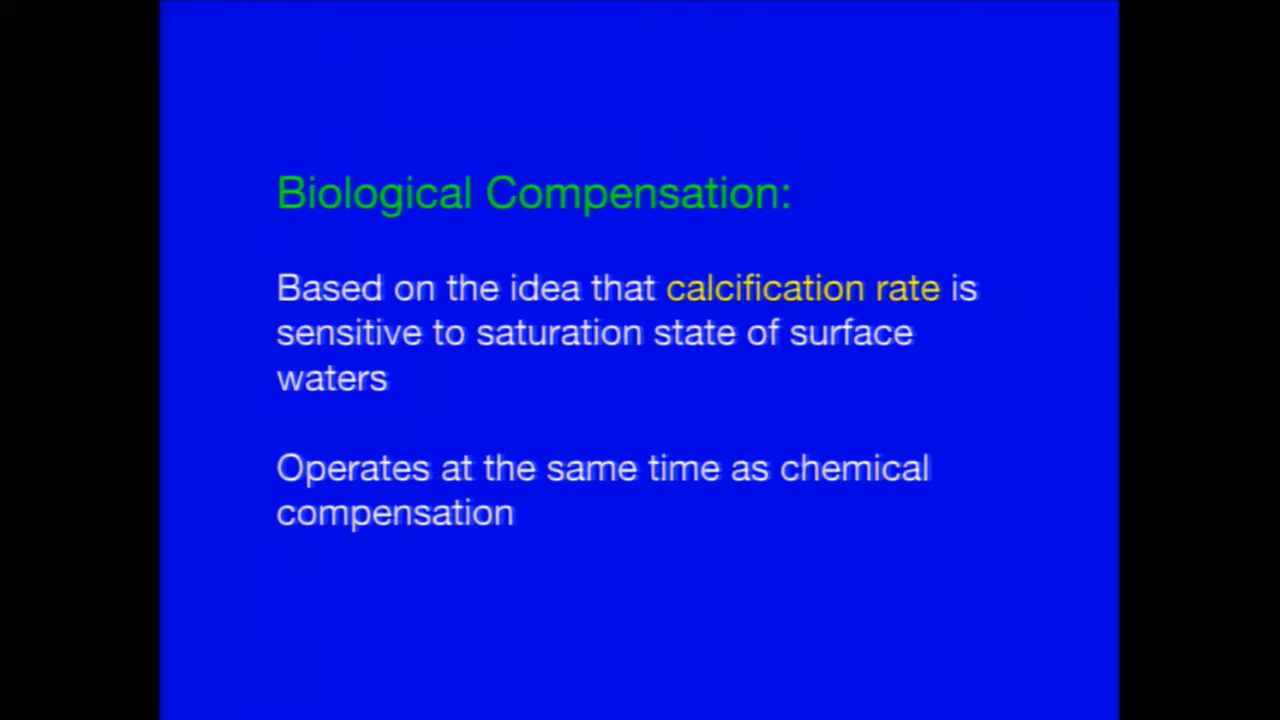 Biological Compensation:
Based on the idea that calcification rate is
sensitive to saturation state of surface
waters
Operates at the same time as chemical
compensation